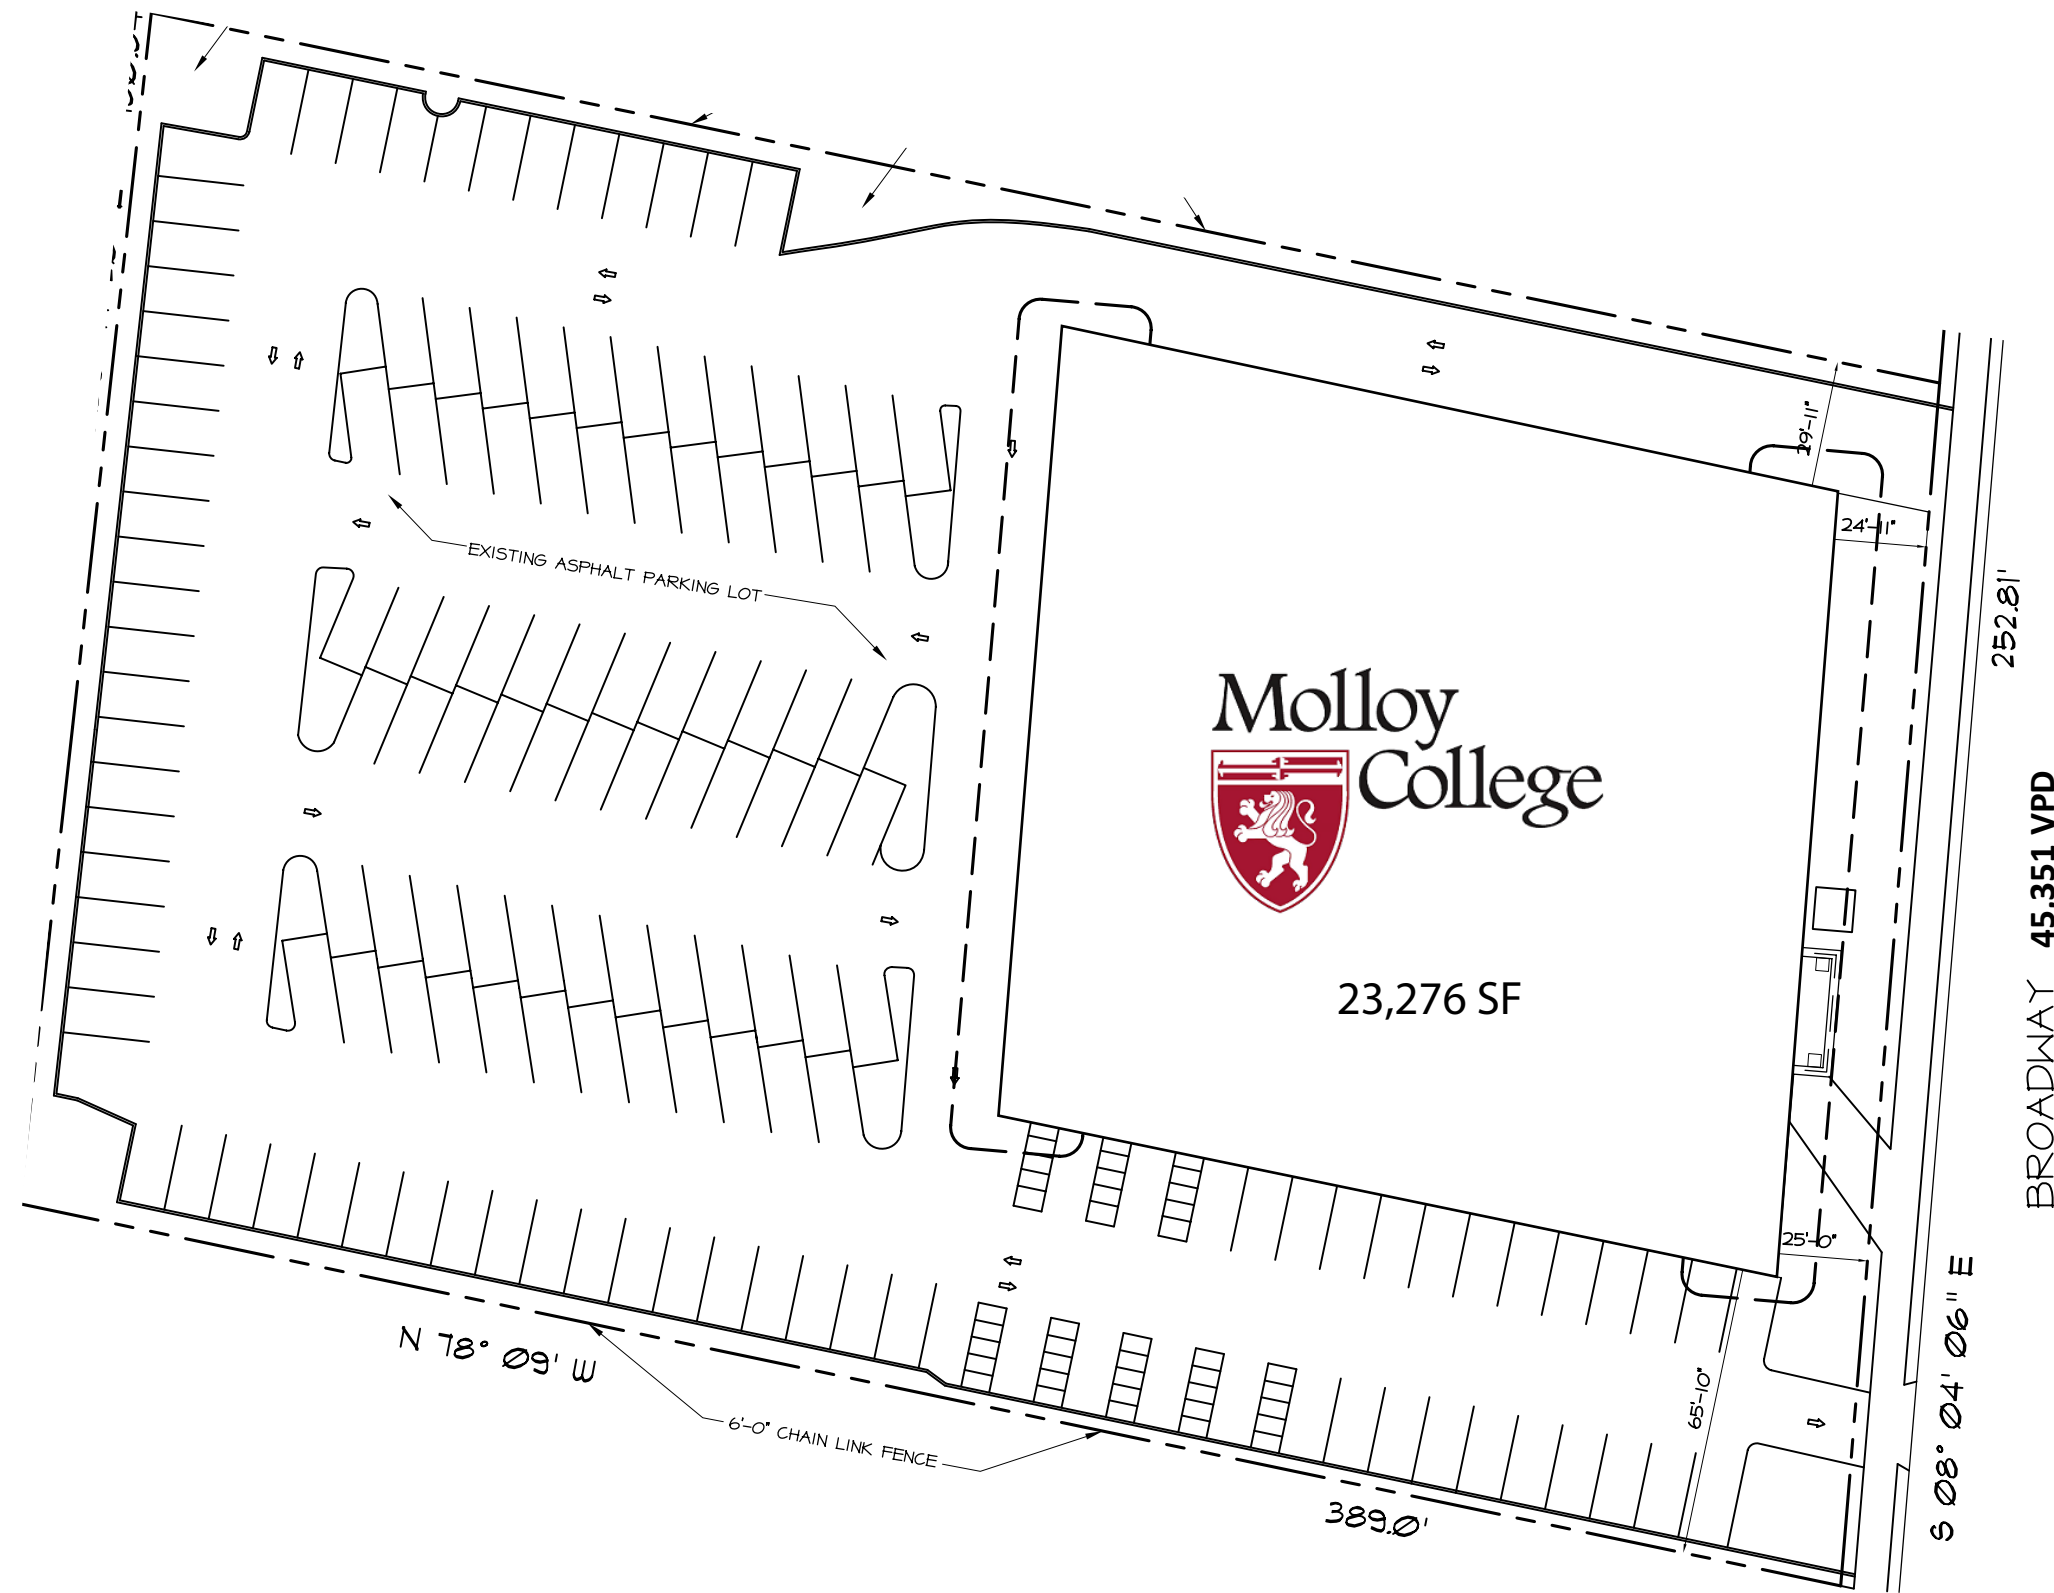 29'-11"
24'-11"
252.81'
EXISTING ASPHALT PARKING LOT
Molloy
College
23,276 SF
45,351 VPD
BROADWAY
25'-0"
S 08° 04' 06" E
N 78° 09' W
6'-0" CHAIN LINK FENCE
65'-10"
389.0'